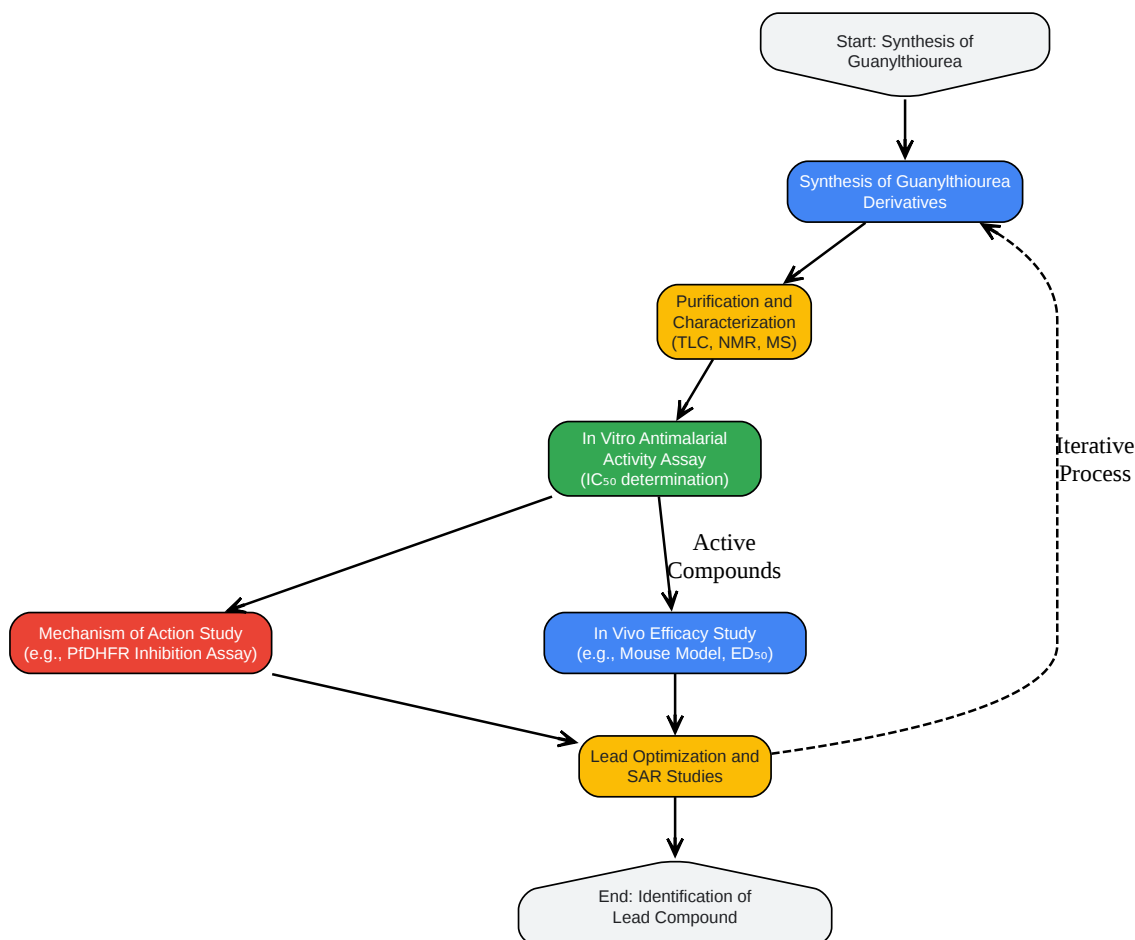 Start: Synthesis of
Guanylthiourea
Synthesis of Guanylthiourea
Derivatives
Purification and
Characterization
(TLC, NMR, MS)
In Vitro Antimalarial
Activity Assay
(IC₅₀ determination)
Iterative
Process
Active
Compounds
Mechanism of Action Study
(e.g., PfDHFR Inhibition Assay)
In Vivo Efficacy Study
(e.g., Mouse Model, ED₅₀)
Lead Optimization and
SAR Studies
End: Identification of
Lead Compound